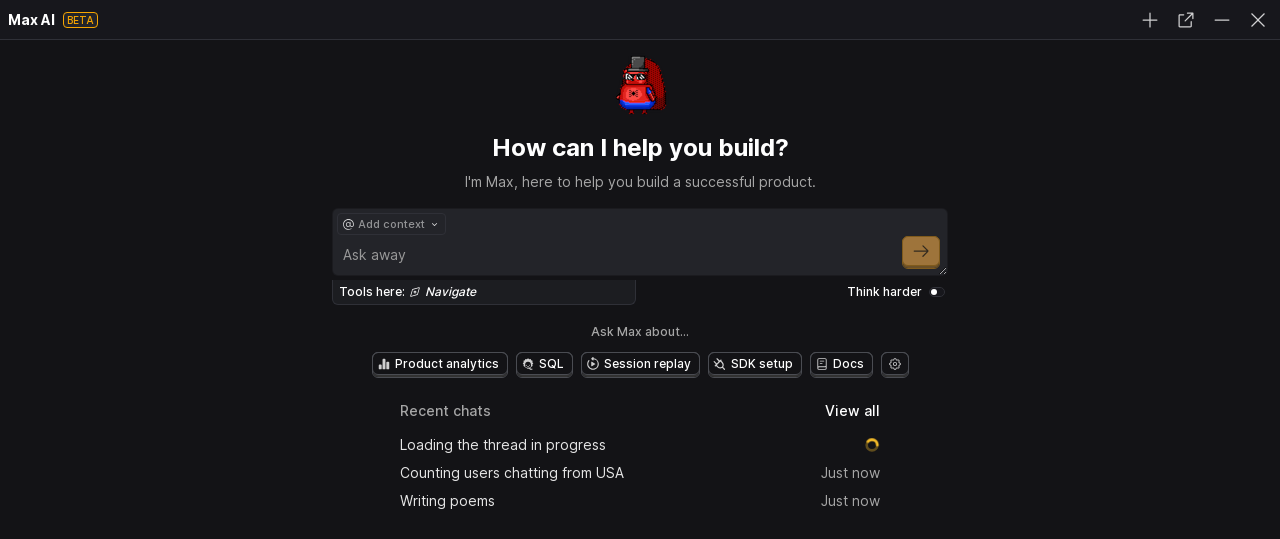 Max AI BETA
How can I help you build?
I'm Max, here to help you build a successful product.
@ Add context
Ask away
Tools here: Navigate
Think harder
Ask Max about...
Product analytics
SQL
Session replay
SDK setup
Docs
Recent chats
View all
Loading the thread in progress
Counting users chatting from USA Just now
Writing poems Just now